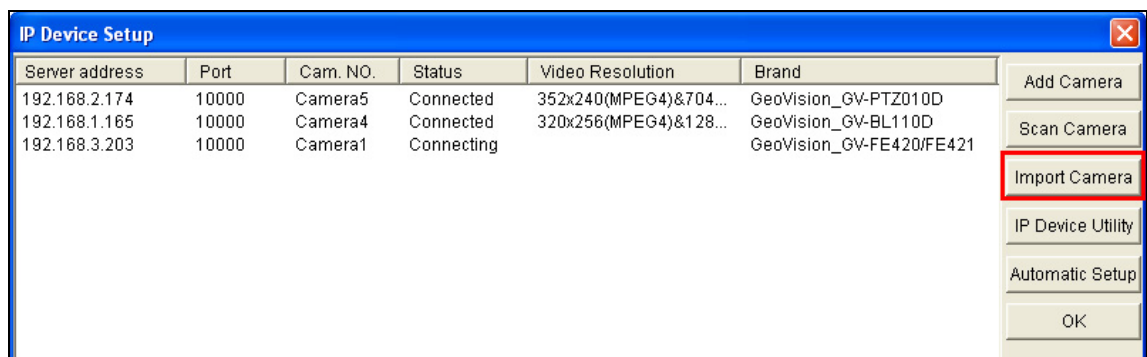 IP Device Setup
Server address Port Cam. NO. Status Video Resolution Brand
192.168.2.174 10000 Camera5 Connected 352x240(MPEG4)&704... GeoVision_GV-PTZ010D
192.168.1.165 10000 Camera4 Connected 320x256(MPEG4)&128... GeoVision_GV-BL110D
192.168.3.203 10000 Camera1 Connecting GeoVision_GV-FE420/FE421
Add Camera
Scan Camera
Import Camera
IP Device Utility
Automatic Setup
OK